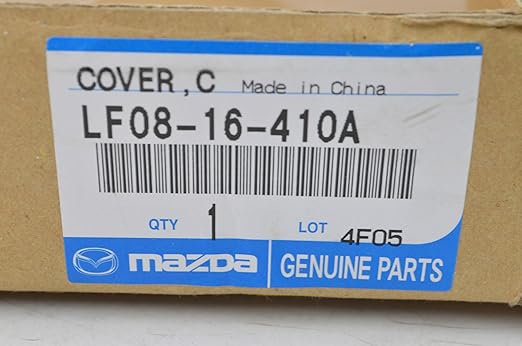 COVER,C Made in China
LF08-16-410A
QTY 1 LOT 4F05
mazda GENUINE PARTS